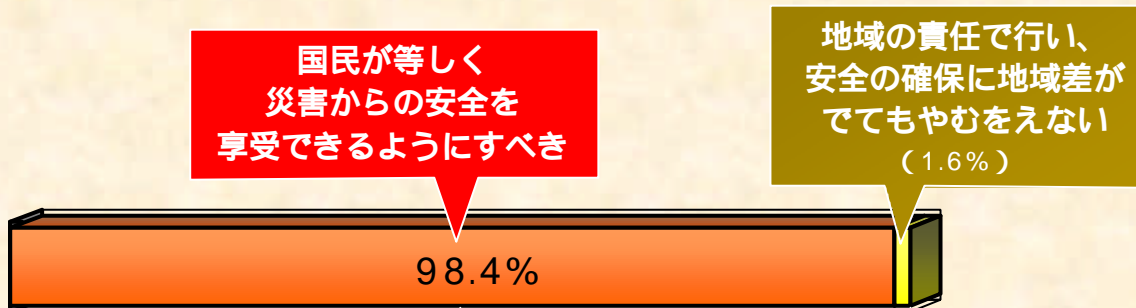 国民が等しく
災害からの安全を
享受できるようにすべき
地域の責任で行い、
安全の確保に地域差が
でてもやむをえない
（1.6%）
98.4%